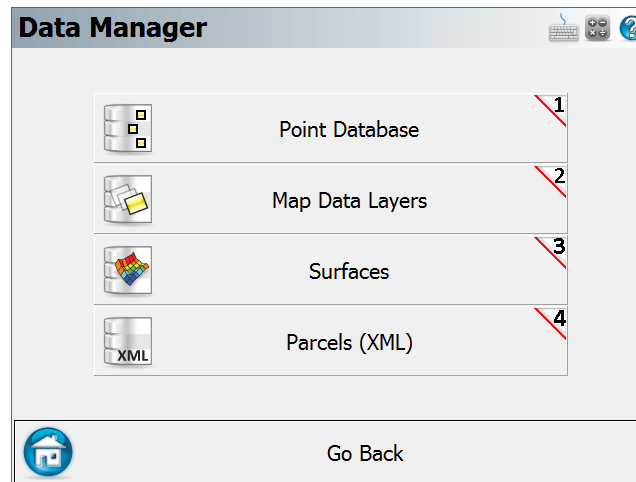 Data Manager
1
Point Database
2
Map Data Layers
3
Surfaces
4
XML
Parcels (XML)
Go Back